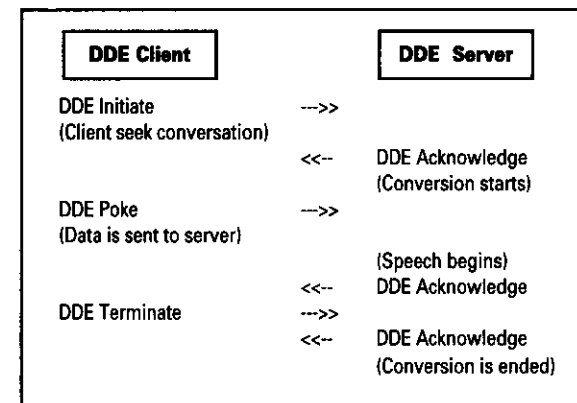 DDE Client DDE Server
DDE Initiate --->>
(Client seek conversation)
<<-- DDE Acknowledge
(Conversion starts)
DDE Poke --->>
(Data is sent to server)
(Speech begins)
<<-- DDE Acknowledge
DDE Terminate --->>
<<-- DDE Acknowledge
(Conversion is ended)